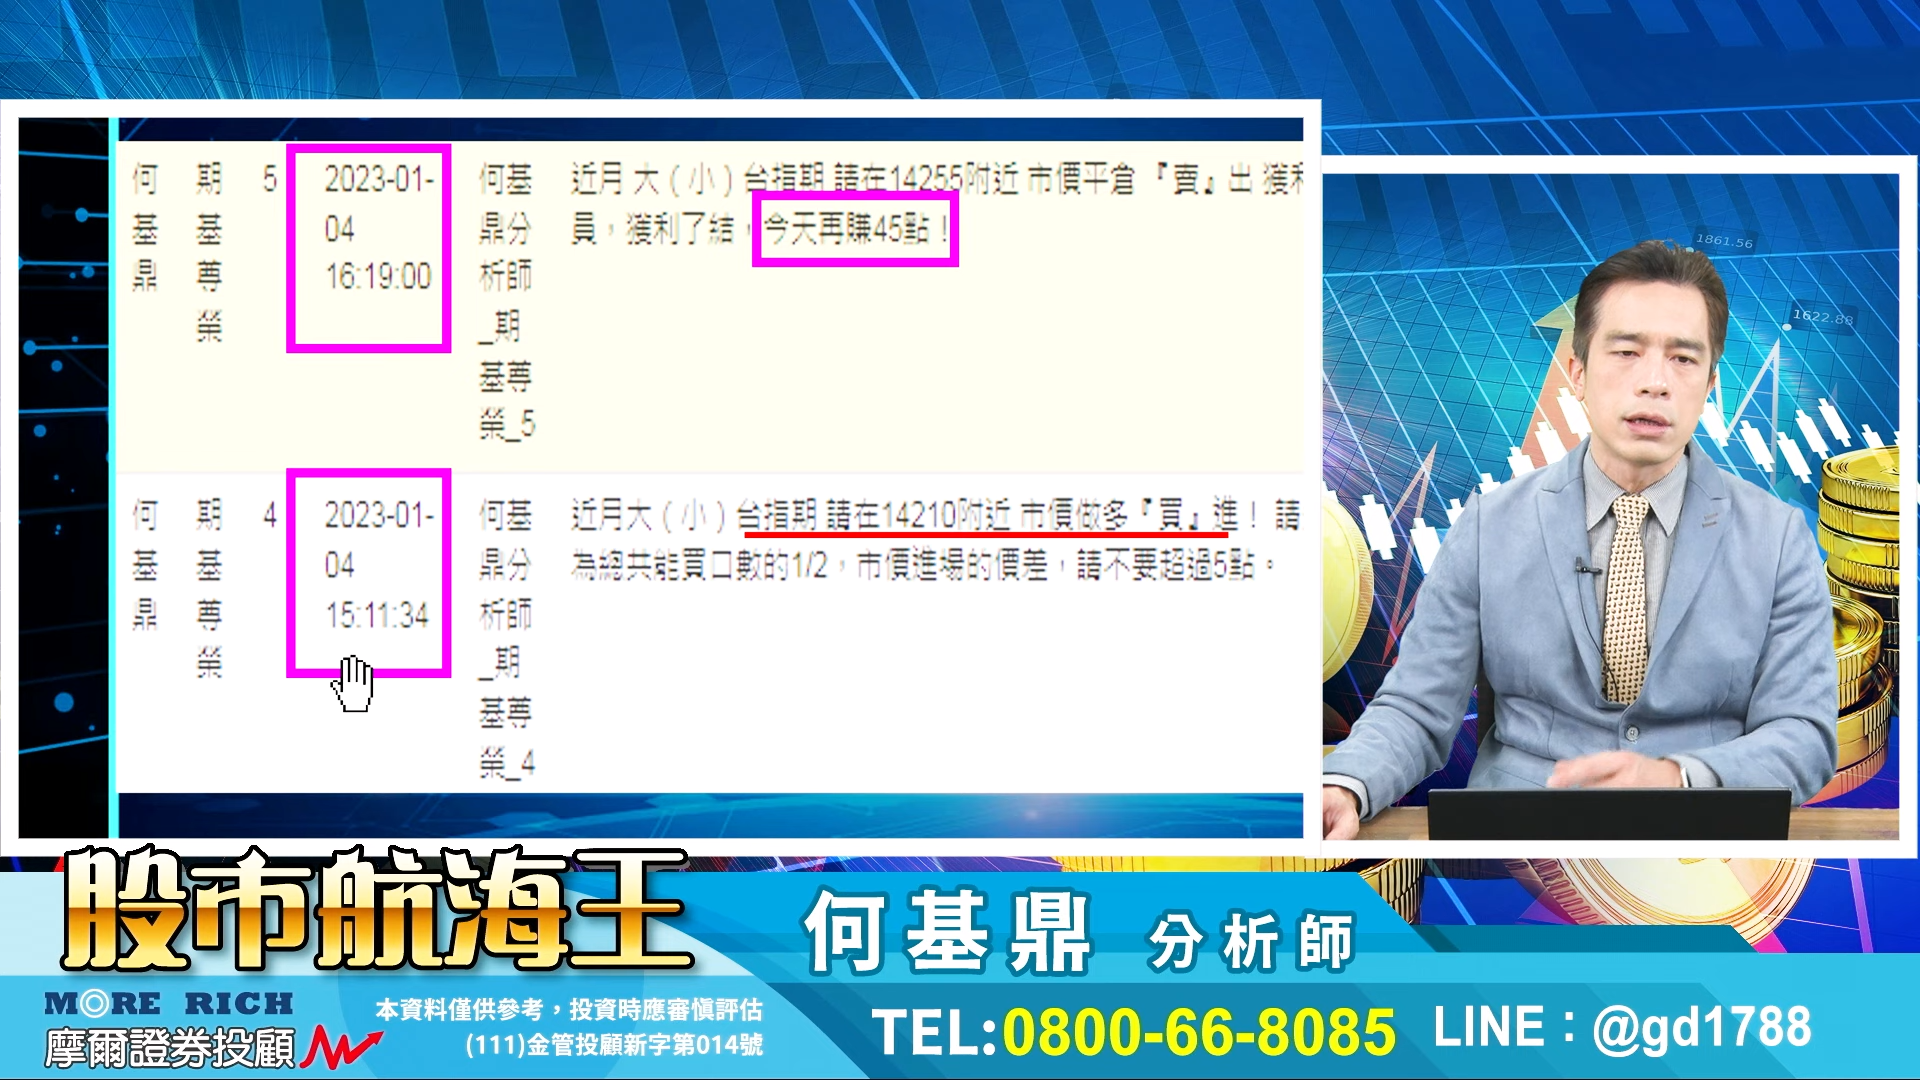 何 期 5 2023-01- 何基 近月 大(小)台指期 請在14255附近 市價平倉『賣』出 獲利
基 基 04 鼎分 員,獲利了結,今天再賺45點!
鼎 尊 16:19:00 析師
榮 _期
基尊
榮_5
何 期 4 2023-01- 何基 近月大(小)台指期 請在14210附近 市價做多『買』進! 請
基 基 04 鼎分 為總共能買口數的1/2,市價進場的價差,請不要超過5點。
鼎 尊 15:11:34 析師
榮 _期
基尊
榮_4
1861.56
1622.88
股市航海王
何基鼎 分析師
MORE RICH
摩爾證券投顧
本資料僅供參考,投資時應審慎評估
(111)金管投顧新字第014號
TEL:0800-66-8085
LINE:@gd1788